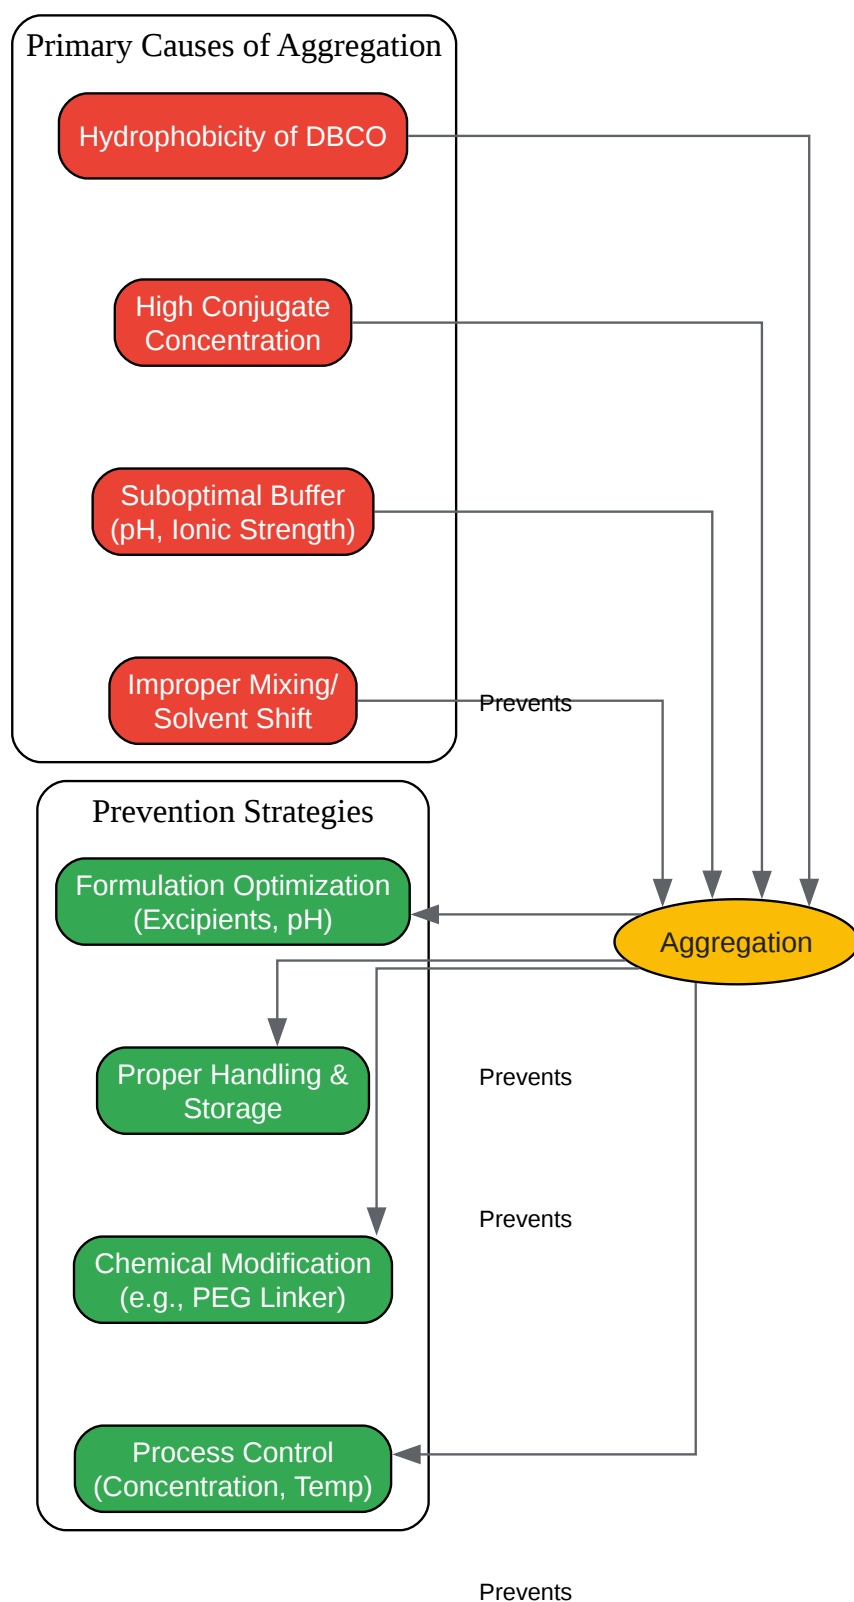 Primary Causes of Aggregation
Hydrophobicity of DBCO
High Conjugate
Concentration
Suboptimal Buffer
(pH, Ionic Strength)
Improper Mixing/
Solvent Shift
Prevents
Prevention Strategies
Formulation Optimization
(Excipients, pH)
Aggregation
Proper Handling &
Storage
Prevents
Prevents
Chemical Modification
(e.g., PEG Linker)
Process Control
(Concentration, Temp)
Prevents